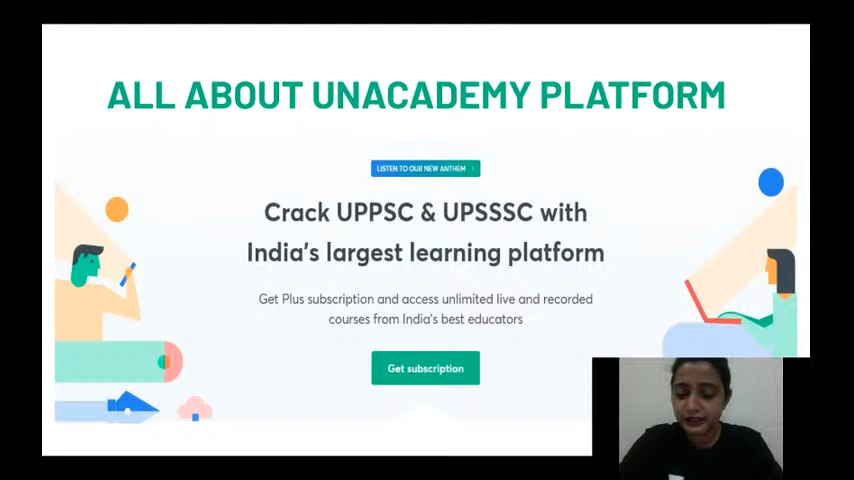 ALL ABOUT UNACADEMY PLATFORM
LISTEN TO OUR NEW ANTHEM
Crack UPPSC & UPSSSC with
India's largest learning platform
Get Plus subscription and access unlimited live and recorded
courses from India's best educators
Get subscription